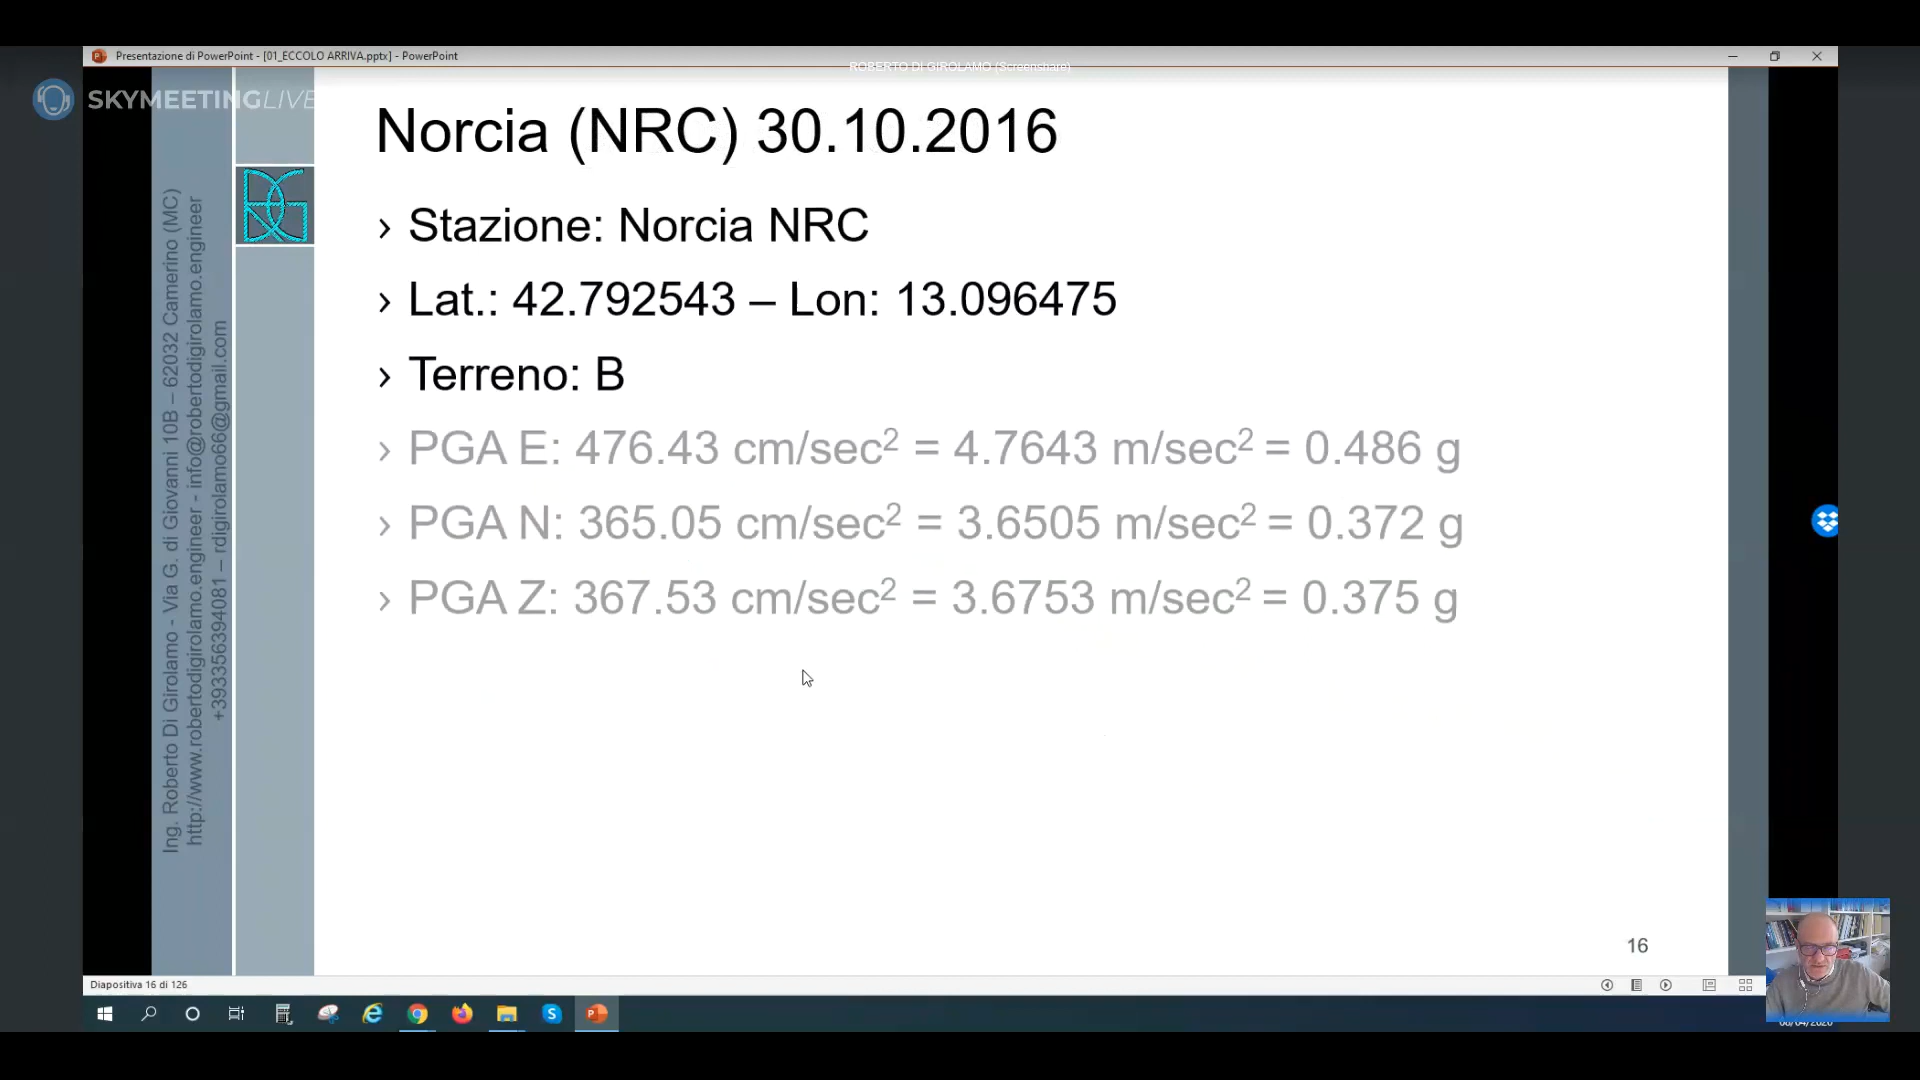 Presentazione di PowerPoint - [01_ECCOLO ARRIVA.pptx] - PowerPoint
ROBERTO DI GIROLAMO (Screenshare)
SKYMEETINGLIVE
Norcia (NRC) 30.10.2016
› Stazione: Norcia NRC
› Lat.: 42.792543 – Lon: 13.096475
› Terreno: B
› PGA E: 476.43 cm/sec² = 4.7643 m/sec² = 0.486 g
› PGA N: 365.05 cm/sec² = 3.6505 m/sec² = 0.372 g
› PGA Z: 367.53 cm/sec² = 3.6753 m/sec² = 0.375 g
Ing. Roberto Di Girolamo - Via G. di Giovanni 10B – 62032 Camerino (MC)
http://www.robertodigirolamo.engineer - info@robertodigirolamo.engineer
+393356394081 – rdigirolamo66@gmail.com
16
Diapositiva 16 di 126